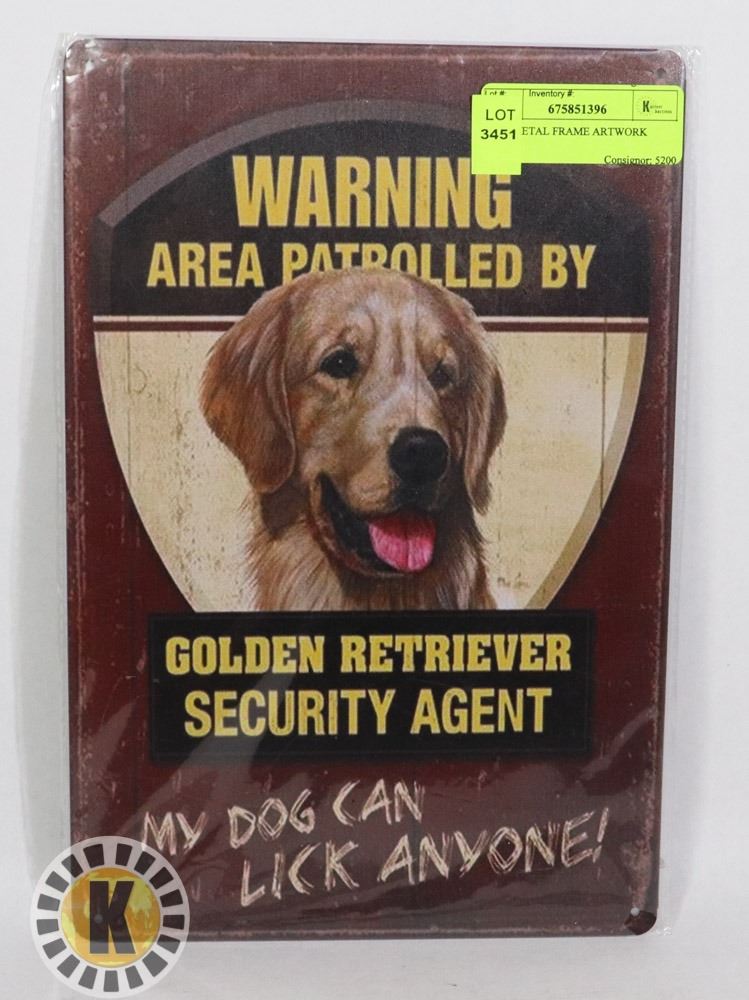 Lot #: Inventory #:
LOT 675851396
3451 ETAL FRAME ARTWORK
Consignor: 5200
WARNING
AREA PATROLLED BY
GOLDEN RETRIEVER
SECURITY AGENT
MY DOG CAN
LICK ANYONE!
K